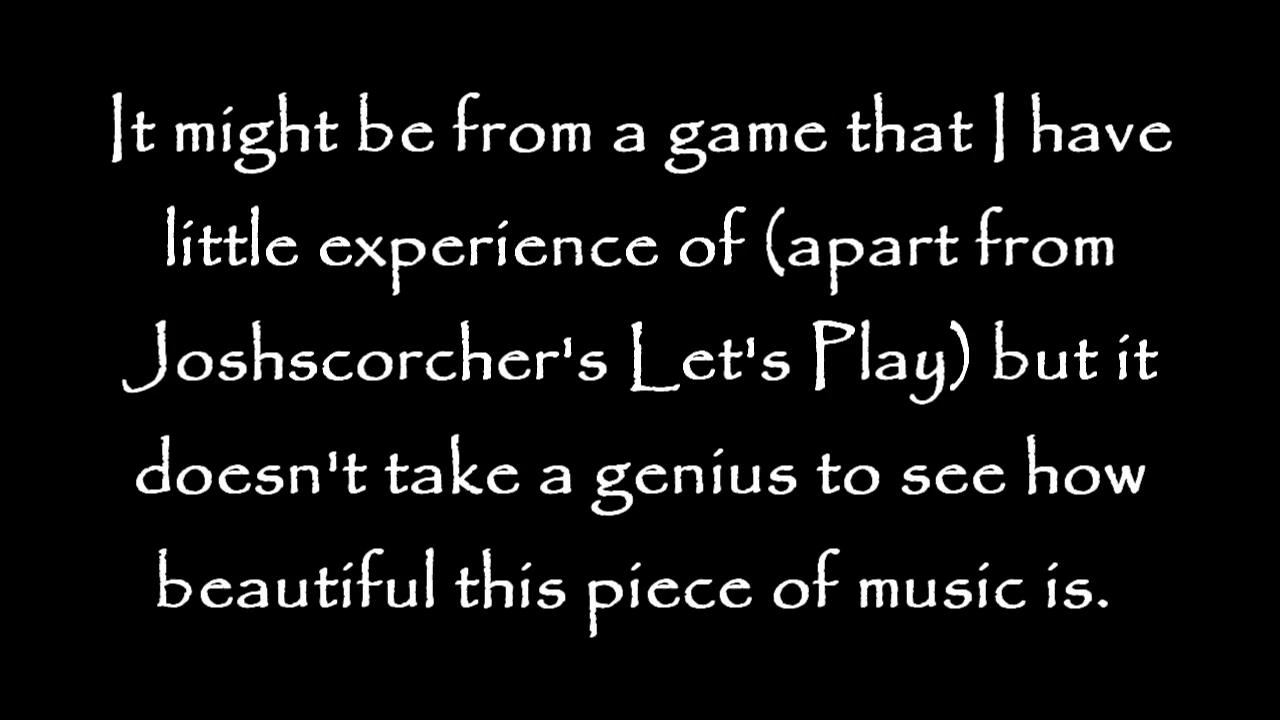 It might be from a game that I have
little experience of (apart from
Joshscorcher's Let's Play) but it
doesn't take a genius to see how
beautiful this piece of music is.